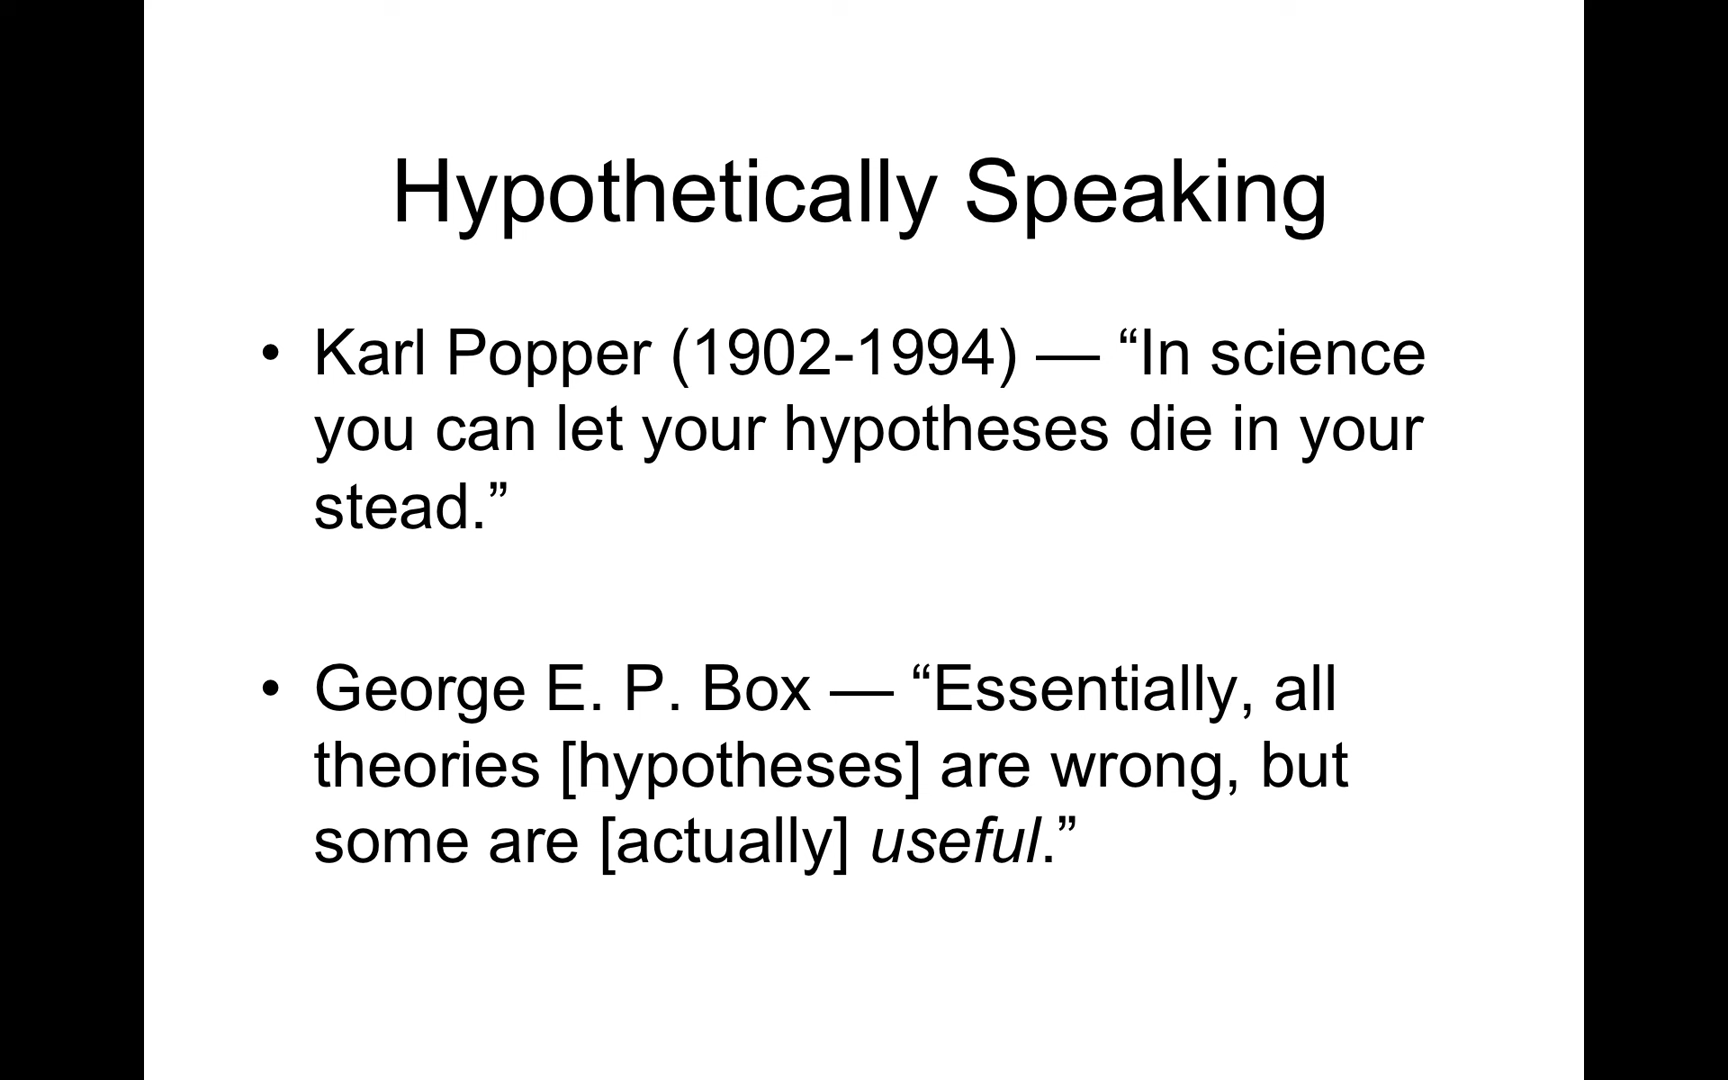 Hypothetically Speaking
• Karl Popper (1902-1994) — “In science
you can let your hypotheses die in your
stead.”
• George E. P. Box — “Essentially, all
theories [hypotheses] are wrong, but
some are [actually] useful.”